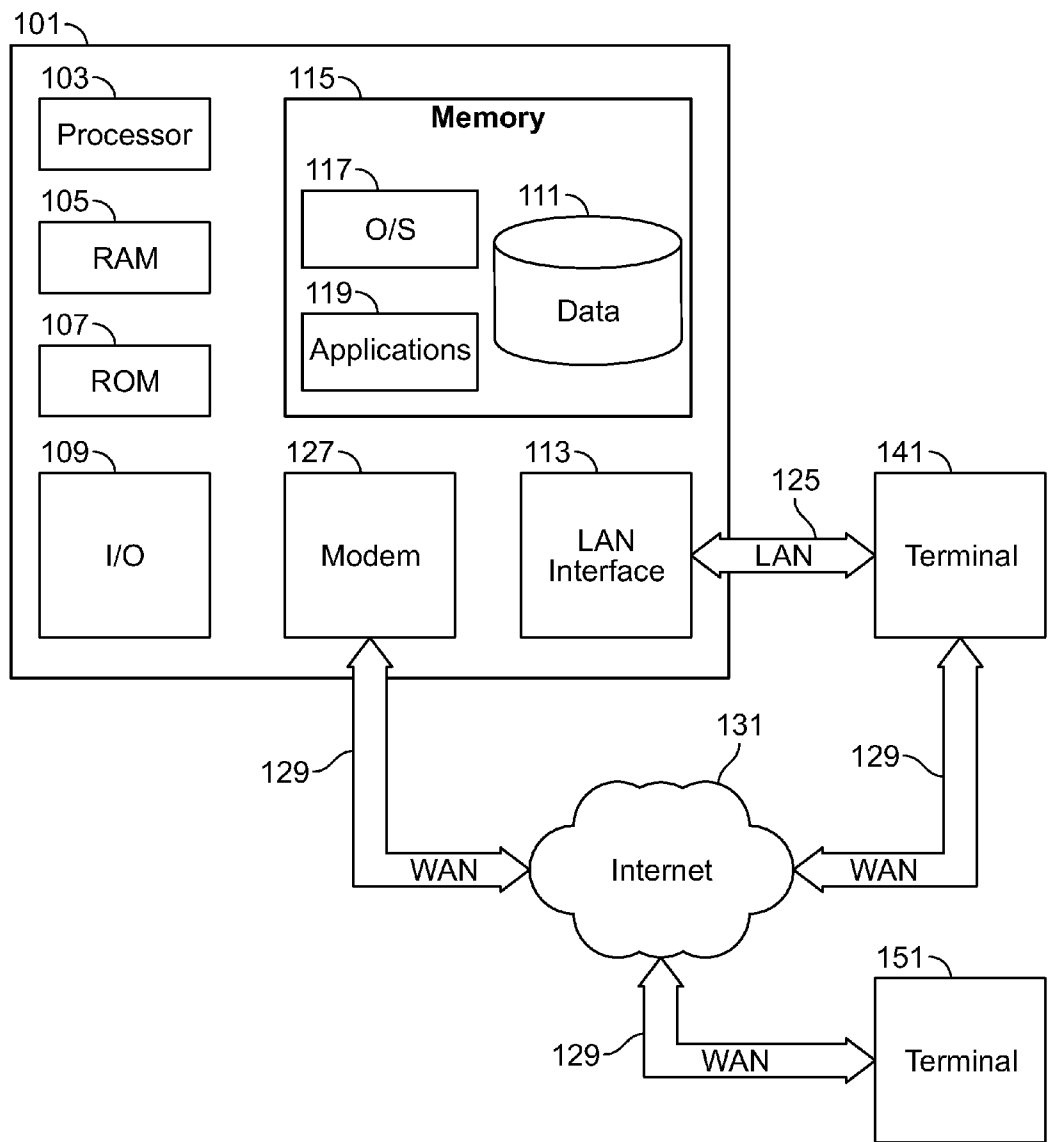 101
103
Processor
105
RAM
107
ROM
109
I/O
115
Memory
117
O/S
111
Data
119
Applications
127
Modem
113
LAN
Interface
125
LAN
141
Terminal
129
WAN
131
Internet
129
WAN
129
WAN
151
Terminal